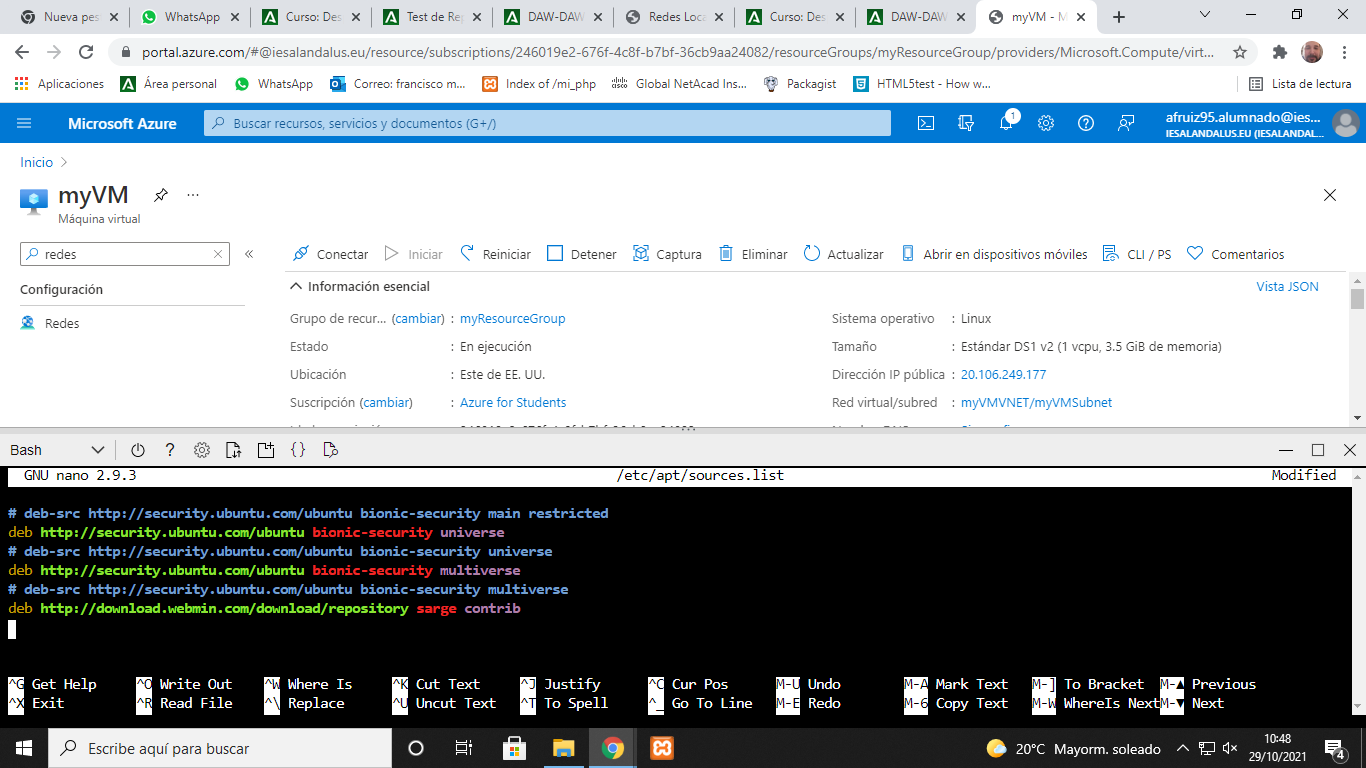 Nueva pes
WhatsApp
Curso: Des
Test de Re
DAW-DAW
Redes Loca
Curso: Des
DAW-DAW
myVM - M
portal.azure.com/#@iesalandalus.eu/resource/subscriptions/246019e2-676f-4c8f-b7bf-36cb9aa24082/resourceGroups/myResourceGroup/providers/Microsoft.Compute/virt...
Aplicaciones
Área personal
WhatsApp
Correo: francisco m...
Index of /mi_php
Global NetAcad Ins...
Packagist
HTML5test - How w...
Lista de lectura
Microsoft Azure
Buscar recursos, servicios y documentos (G+/)
1
afruiz95.alumnado@ies...
IESALANDALUS.EU (IESALANDAL...
Inicio >
myVM
...
Máquina virtual
redes
«
Configuración
Redes
Conectar
Iniciar
Reiniciar
Detener
Captura
Eliminar
Actualizar
Abrir en dispositivos móviles
CLI / PS
Comentarios
Información esencial
Vista JSON
Grupo de recur... (cambiar) : myResourceGroup
Estado : En ejecución
Ubicación : Este de EE. UU.
Suscripción (cambiar) : Azure for Students
Sistema operativo : Linux
Tamaño : Estándar DS1 v2 (1 vcpu, 3.5 GiB de memoria)
Dirección IP pública : 20.106.249.177
Red virtual/subred : myVMVNET/myVMSubnet
Bash
GNU nano 2.9.3 /etc/apt/sources.list Modified
# deb-src http://security.ubuntu.com/ubuntu bionic-security main restricted
deb http://security.ubuntu.com/ubuntu bionic-security universe
# deb-src http://security.ubuntu.com/ubuntu bionic-security universe
deb http://security.ubuntu.com/ubuntu bionic-security multiverse
# deb-src http://security.ubuntu.com/ubuntu bionic-security multiverse
deb http://download.webmin.com/download/repository sarge contrib
^G Get Help ^O Write Out ^W Where Is ^K Cut Text ^J Justify ^C Cur Pos M-U Undo M-A Mark Text M-] To Bracket M-▲ Previous
^X Exit ^R Read File ^\ Replace ^U Uncut Text ^T To Spell ^_ Go To Line M-E Redo M-6 Copy Text M-W WhereIs Next M-▼ Next
Escribe aquí para buscar
20°C Mayorm. soleado
10:48
29/10/2021
4